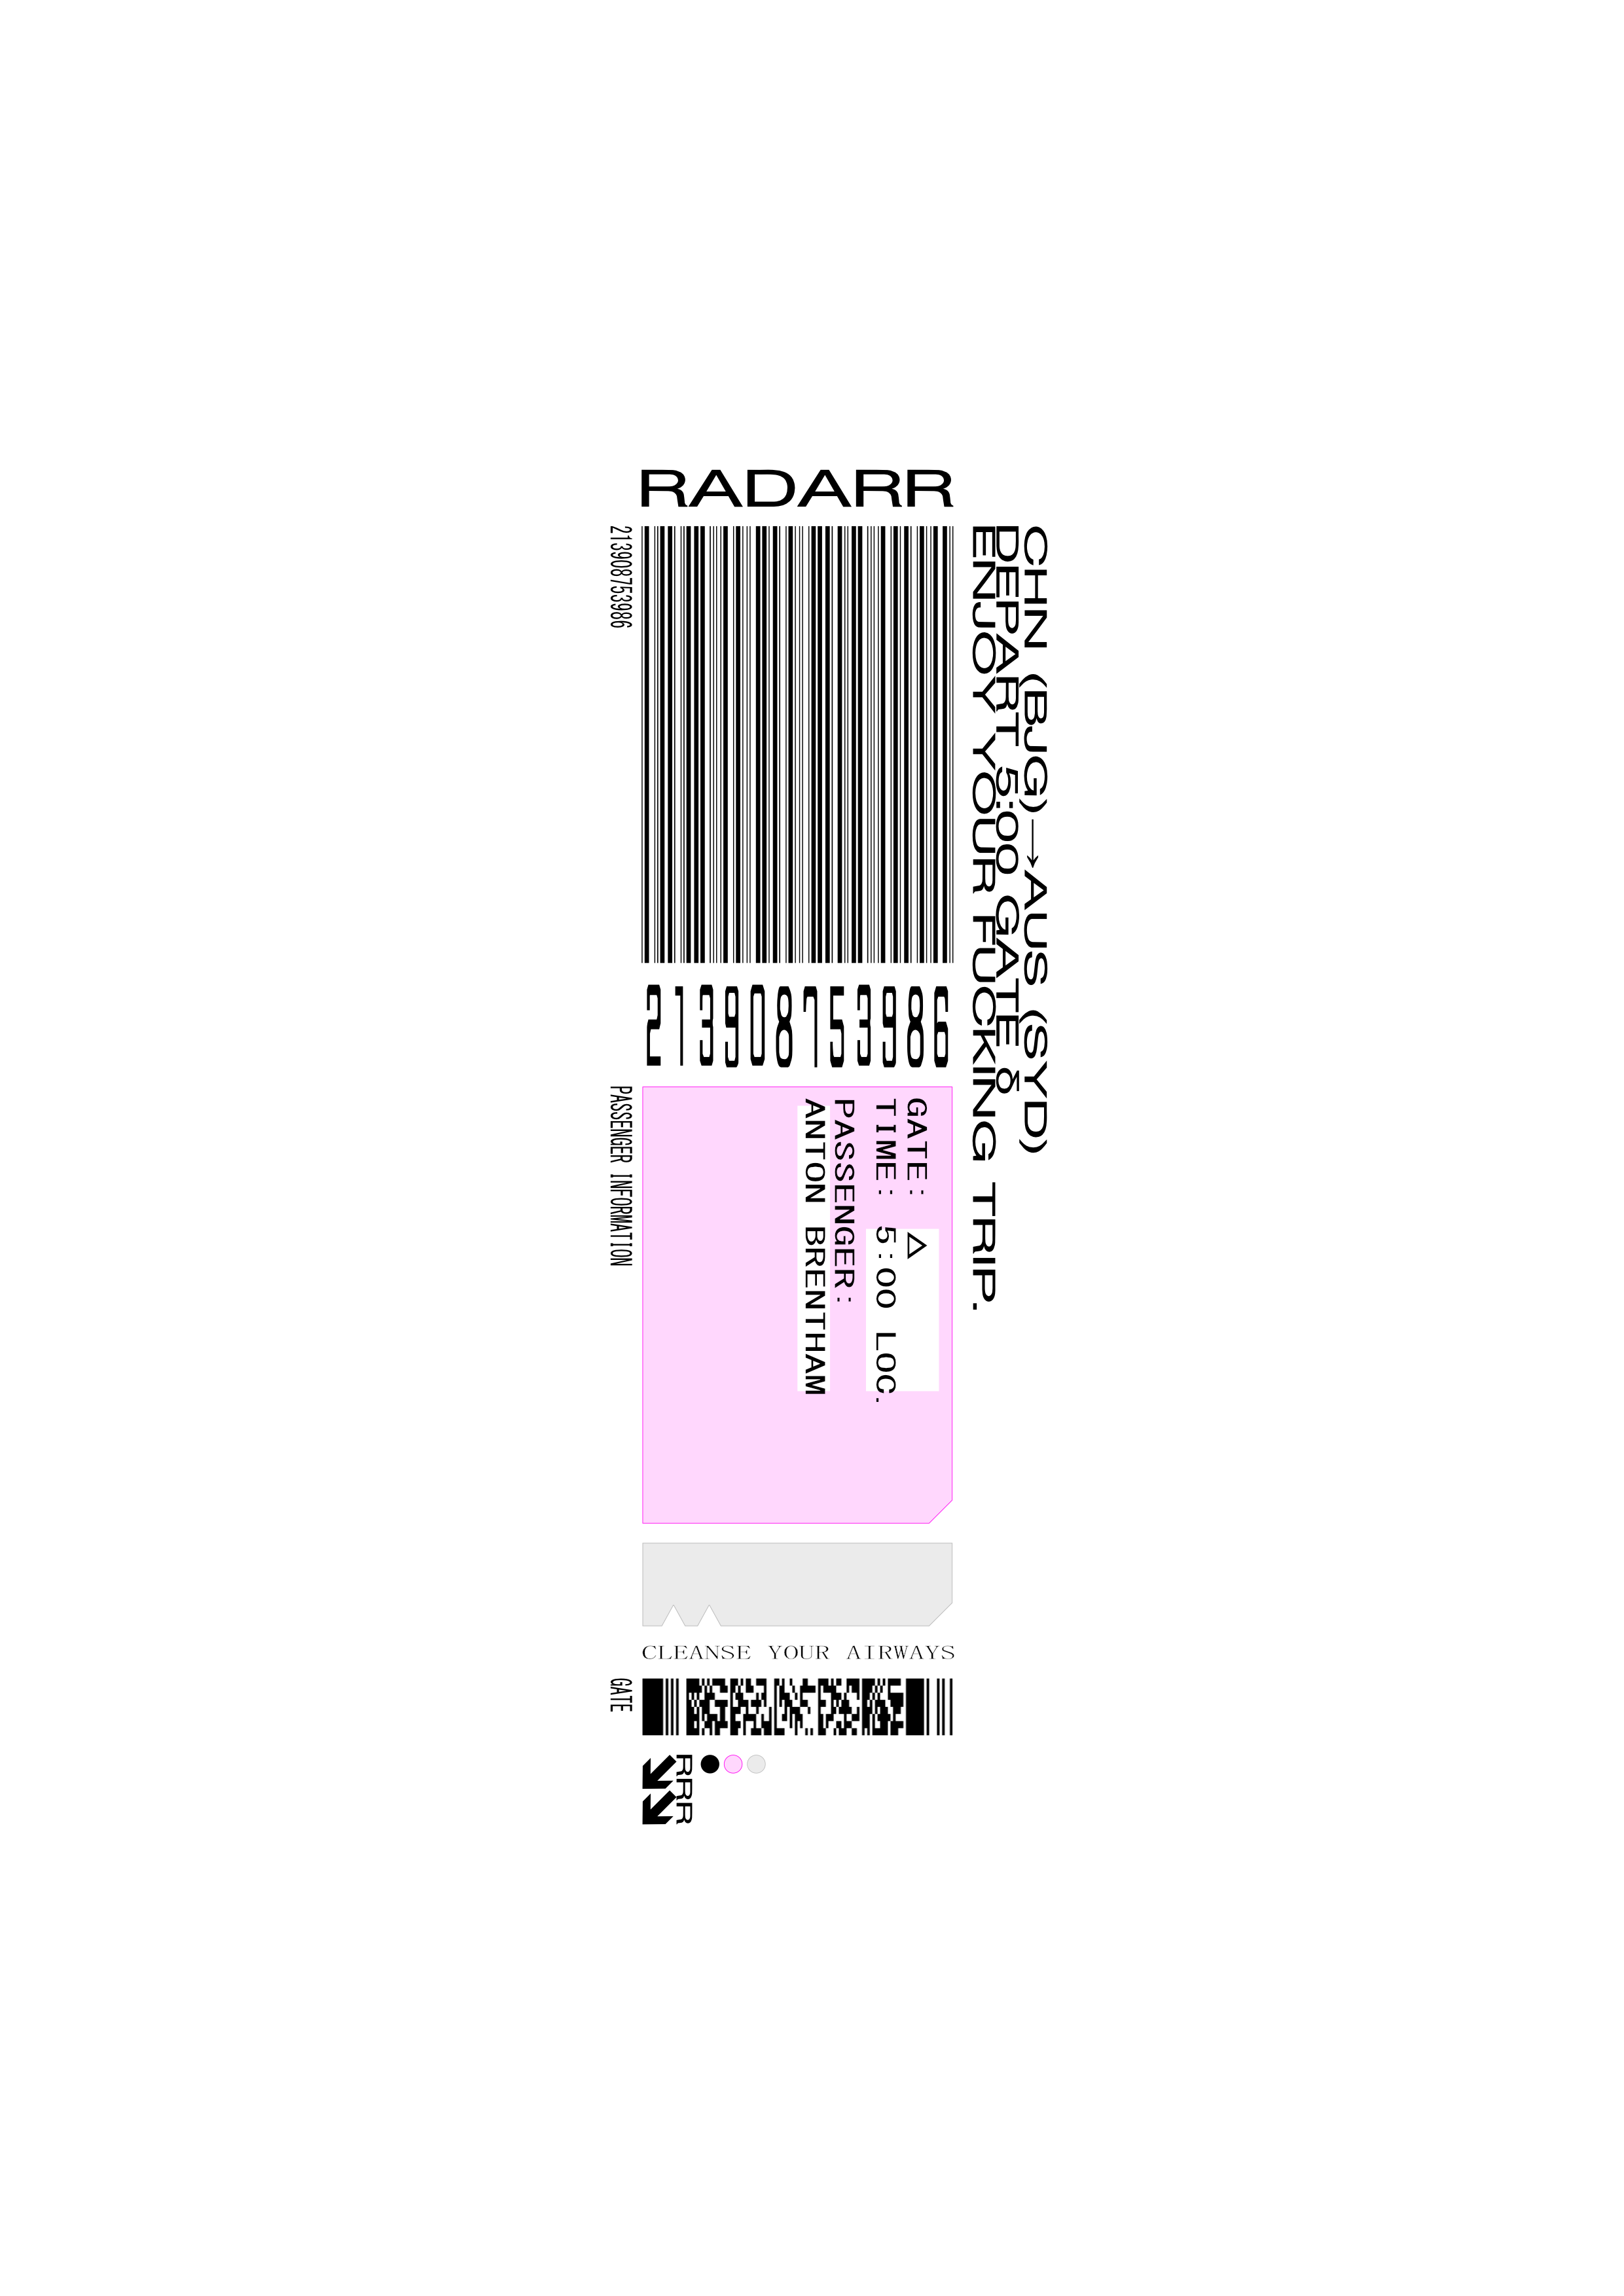 RADARR
213908753986
CHN (BJG)→AUS (SYD)
DEPART 5:00 GATE δ
ENJOY YOUR FUCKING TRIP.
213908753986
PASSENGER INFORMATION
GATE: △
TIME: 5:00 LOC.
PASSENGER:
ANTON BRENTHAM
CLEANSE YOUR AIRWAYS
GATE
RRR